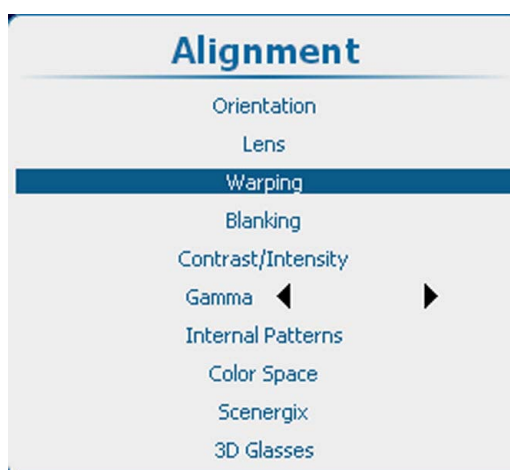 Alignment
Orientation
Lens
Warping
Blanking
Contrast/Intensity
Gamma
Internal Patterns
Color Space
Scenergix
3D Glasses